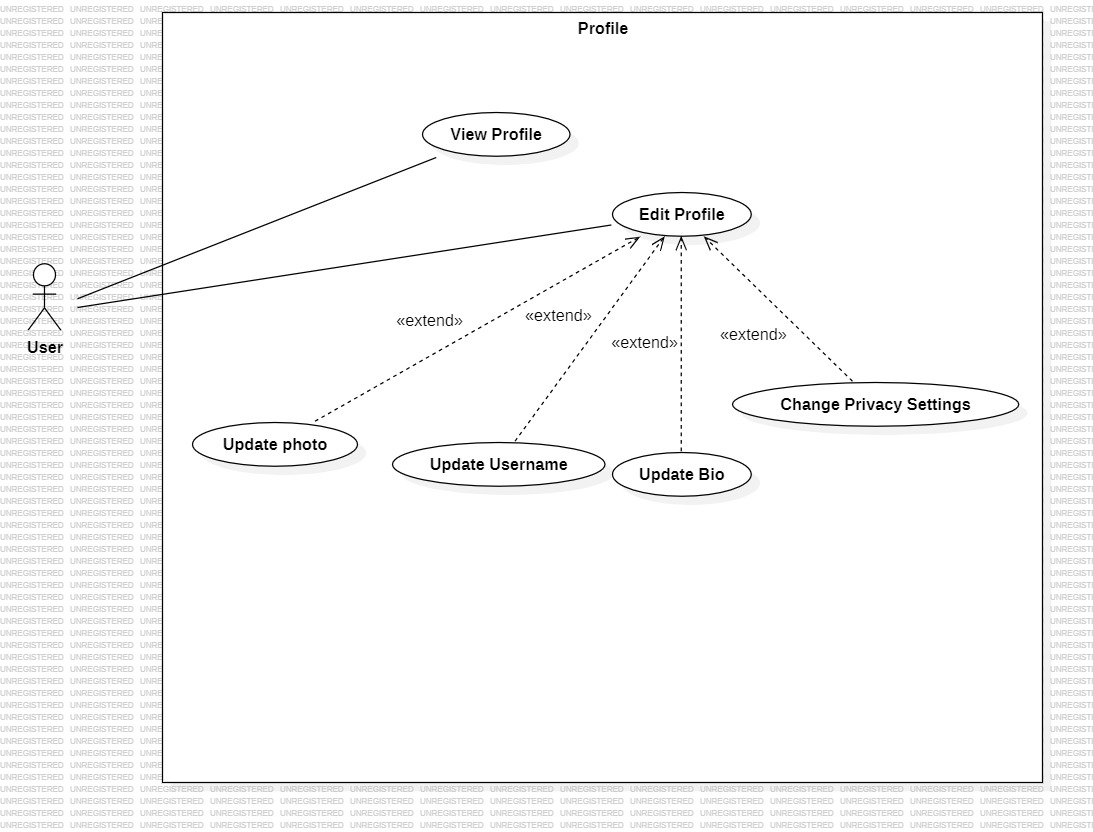 Profile
View Profile
Edit Profile
«extend»
«extend»
«extend»
«extend»
User
Change Privacy Settings
Update photo
Update Username
Update Bio
UNREGISTERED